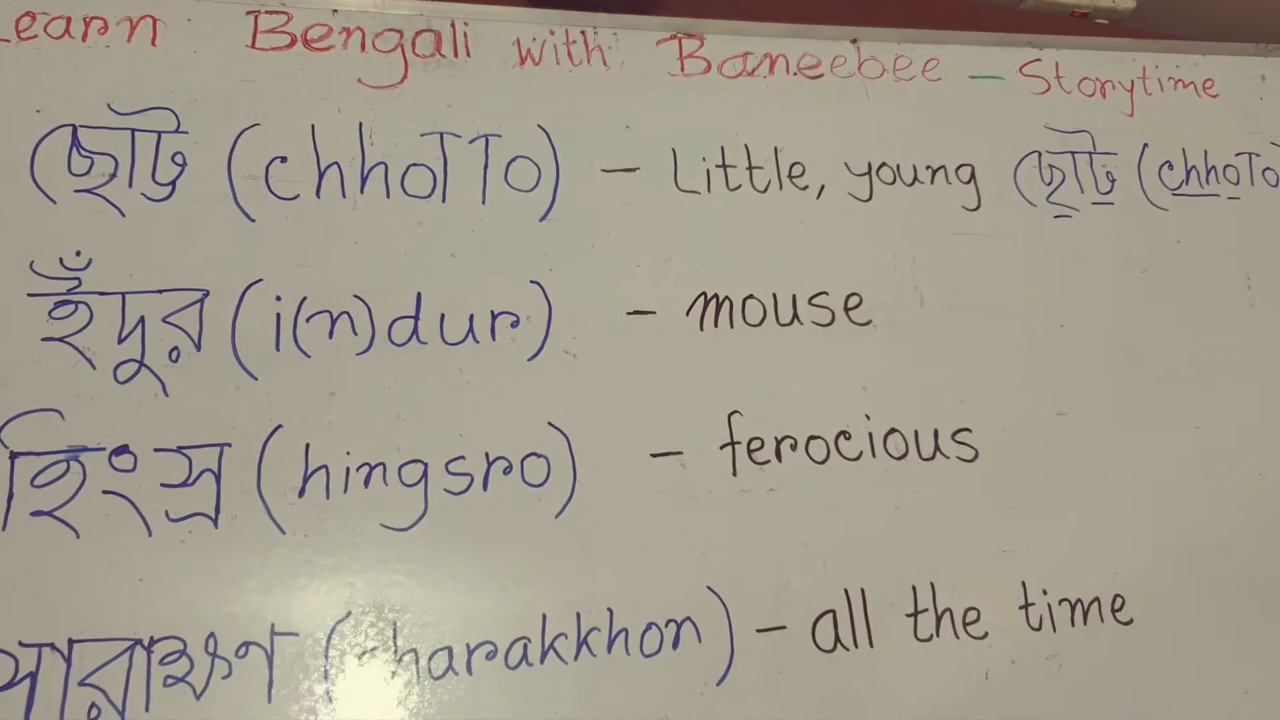 Learn Bengali with Baneebee - Storytime
ছোট্ট (chhoTTo) - Little, young ছোট (chhoTo)
ইঁদুর (i(n)dur) - mouse
হিংস্র (hingsro) - ferocious
সারাক্ষণ (sharakkhon) - all the time